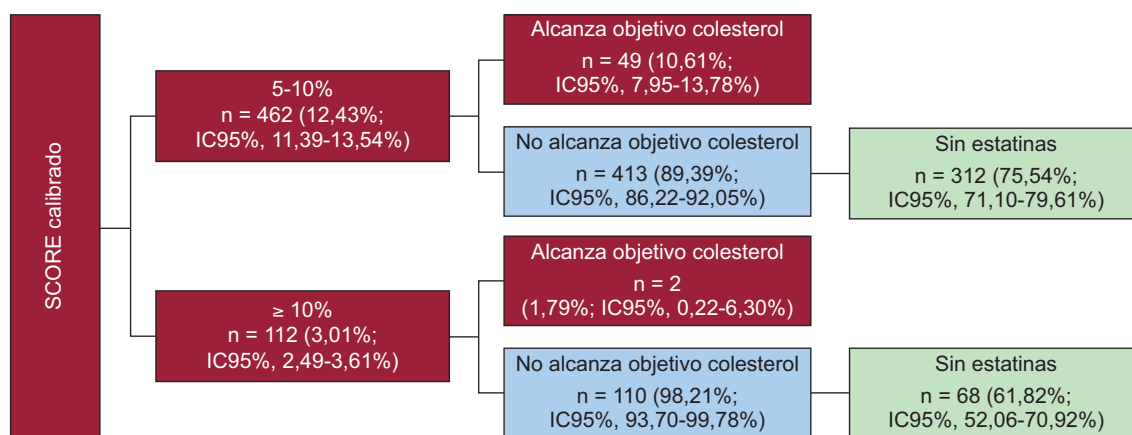 SCORE calibrado
5-10%
n = 462 (12,43%;
IC95%, 11,39-13,54%)
Alcanza objetivo colesterol
n = 49 (10,61%;
IC95%, 7,95-13,78%)
No alcanza objetivo colesterol
n = 413 (89,39%;
IC95%, 86,22-92,05%)
Sin estatinas
n = 312 (75,54%;
IC95%, 71,10-79,61%)
≥ 10%
n = 112 (3,01%;
IC95%, 2,49-3,61%)
Alcanza objetivo colesterol
n = 2
(1,79%; IC95%, 0,22-6,30%)
No alcanza objetivo colesterol
n = 110 (98,21%;
IC95%, 93,70-99,78%)
Sin estatinas
n = 68 (61,82%;
IC95%, 52,06-70,92%)